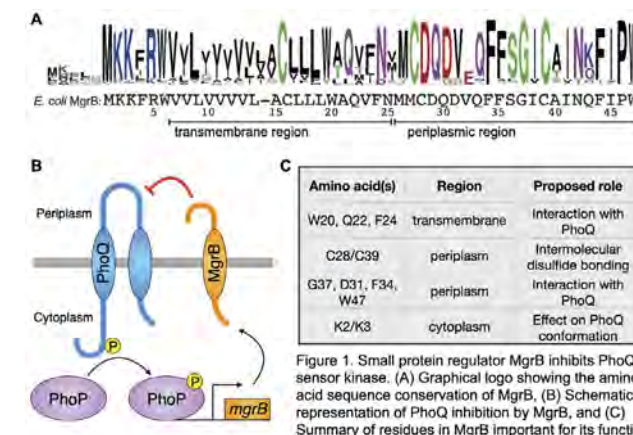 A
E. coli MgrB: MKKFRWVVLVVVVL-ACLLLWAQVFNMMCDQDVQFFSGICAINQFIPW
5 15 20 25 30 35 40 45
transmembrane region periplasmic region
B
Periplasm
PhoQ
MgrB
Cytoplasm
P
P
PhoP
PhoP
mgrB
C
Amino acid(s) Region Proposed role
W20, Q22, F24 transmembrane Interaction with
PhoQ
C28/C39 periplasm Intermolecular
disulfide bonding
G37, D31, F34,
W47 periplasm Interaction with
PhoQ
K2/K3 cytoplasm Effect on PhoQ
conformation
Figure 1. Small protein regulator MgrB inhibits PhoQ
sensor kinase. (A) Graphical logo showing the amino
acid sequence conservation of MgrB, (B) Schematic
representation of PhoQ inhibition by MgrB, and (C)
Summary of residues in MgrB important for its functi